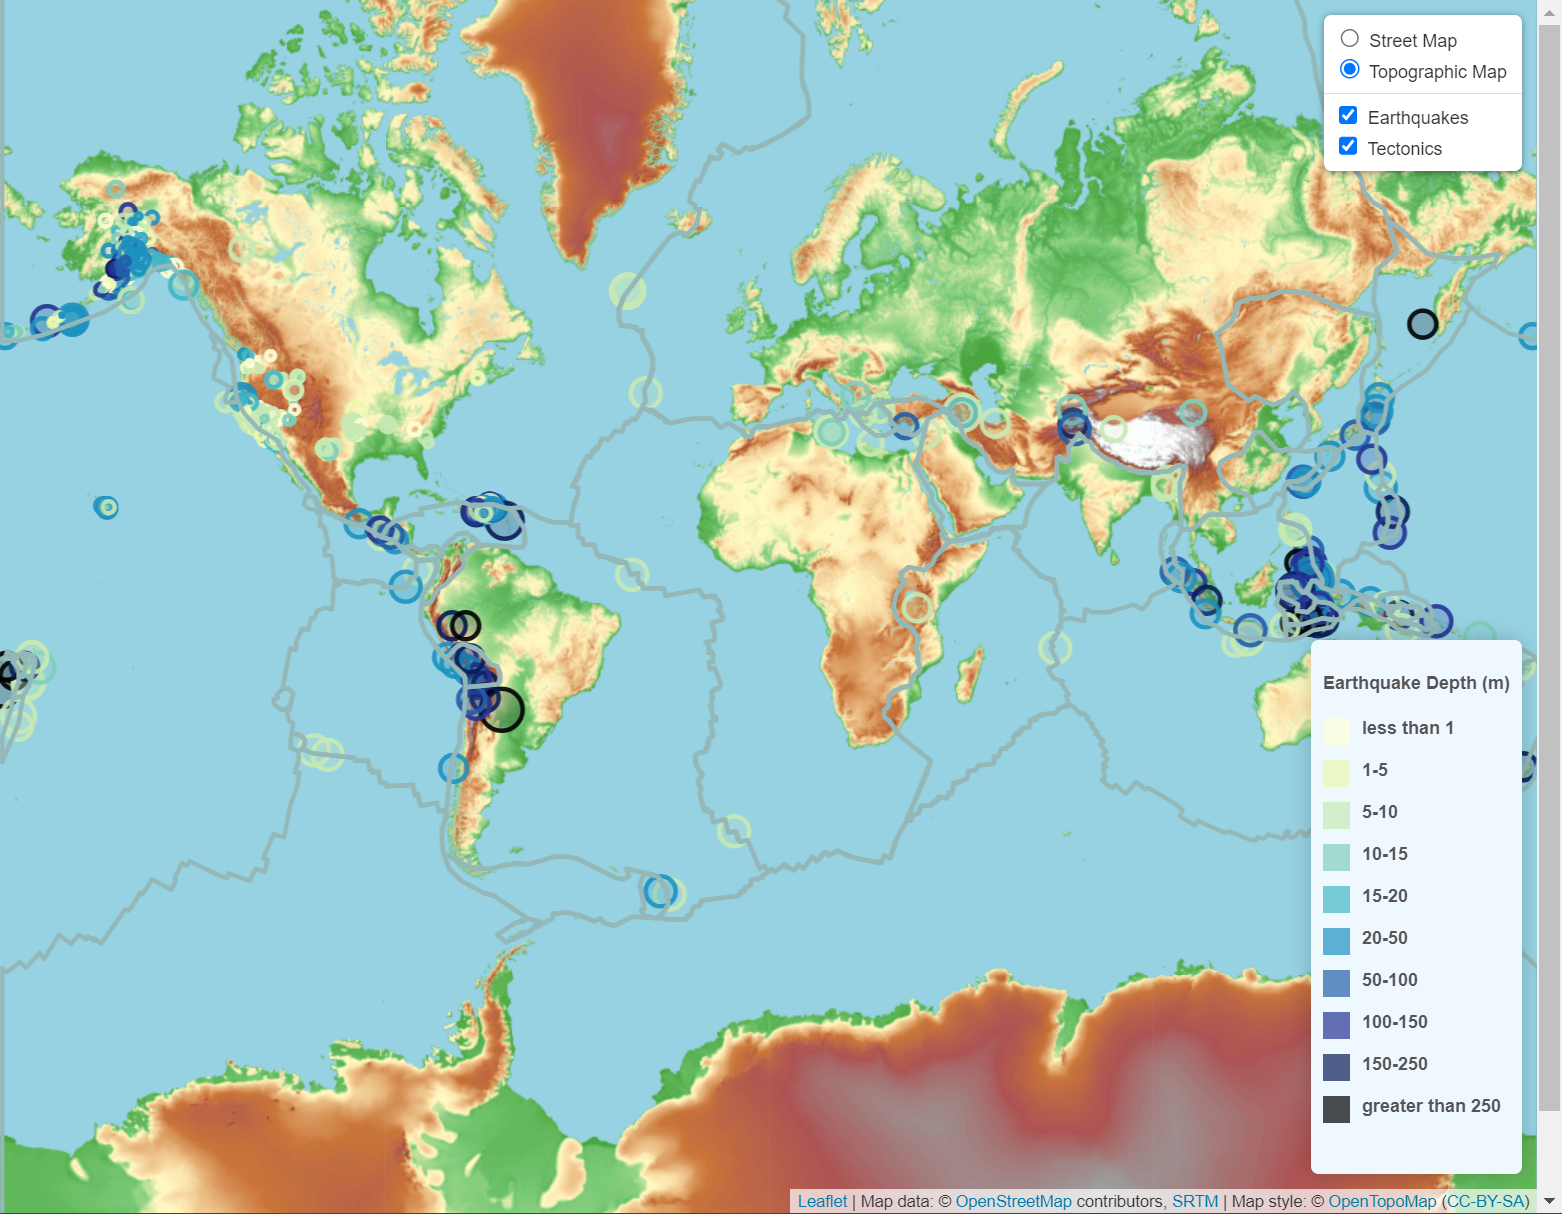 Street Map
Topographic Map
Earthquakes
Tectonics
Earthquake Depth (m)
less than 1
1-5
5-10
10-15
15-20
20-50
50-100
100-150
150-250
greater than 250
Leaflet | Map data: © OpenStreetMap contributors, SRTM | Map style: © OpenTopoMap (CC-BY-SA)